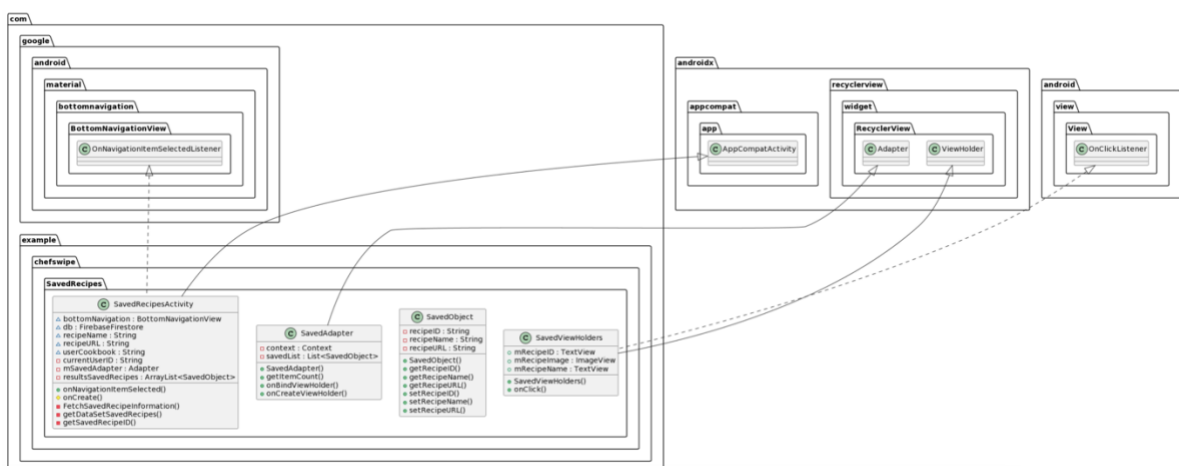 com
google
android
material
bottomnavigation
BottomNavigationView
C OnNavigationItemSelectedListener
androidx
appcompat
app
C AppCompatActivity
recyclerview
widget
RecyclerView
C Adapter
C ViewHolder
android
view
View
C OnClickListener
example
chefswipe
SavedRecipes
C SavedRecipesActivity
bottomNavigation : BottomNavigationView
db : FirebaseFirestore
recipeName : String
recipeURL : String
userCookbook : String
currentUserID : String
mSavedAdapter : Adapter
resultsSavedRecipes : ArrayList<SavedObject>
onNavigationItemSelected()
onCreate()
FetchSavedRecipeInformation()
getDataSetSavedRecipes()
getSavedRecipeID()
C SavedAdapter
context : Context
savedList : List<SavedObject>
SavedAdapter()
getItemCount()
onBindViewHolder()
onCreateViewHolder()
C SavedObject
recipeID : String
recipeName : String
recipeURL : String
SavedObject()
getRecipeID()
getRecipeName()
getRecipeURL()
setRecipeID()
setRecipeName()
setRecipeURL()
C SavedViewHolders
mRecipeID : TextView
mRecipeImage : ImageView
mRecipeName : TextView
SavedViewHolders()
onClick()